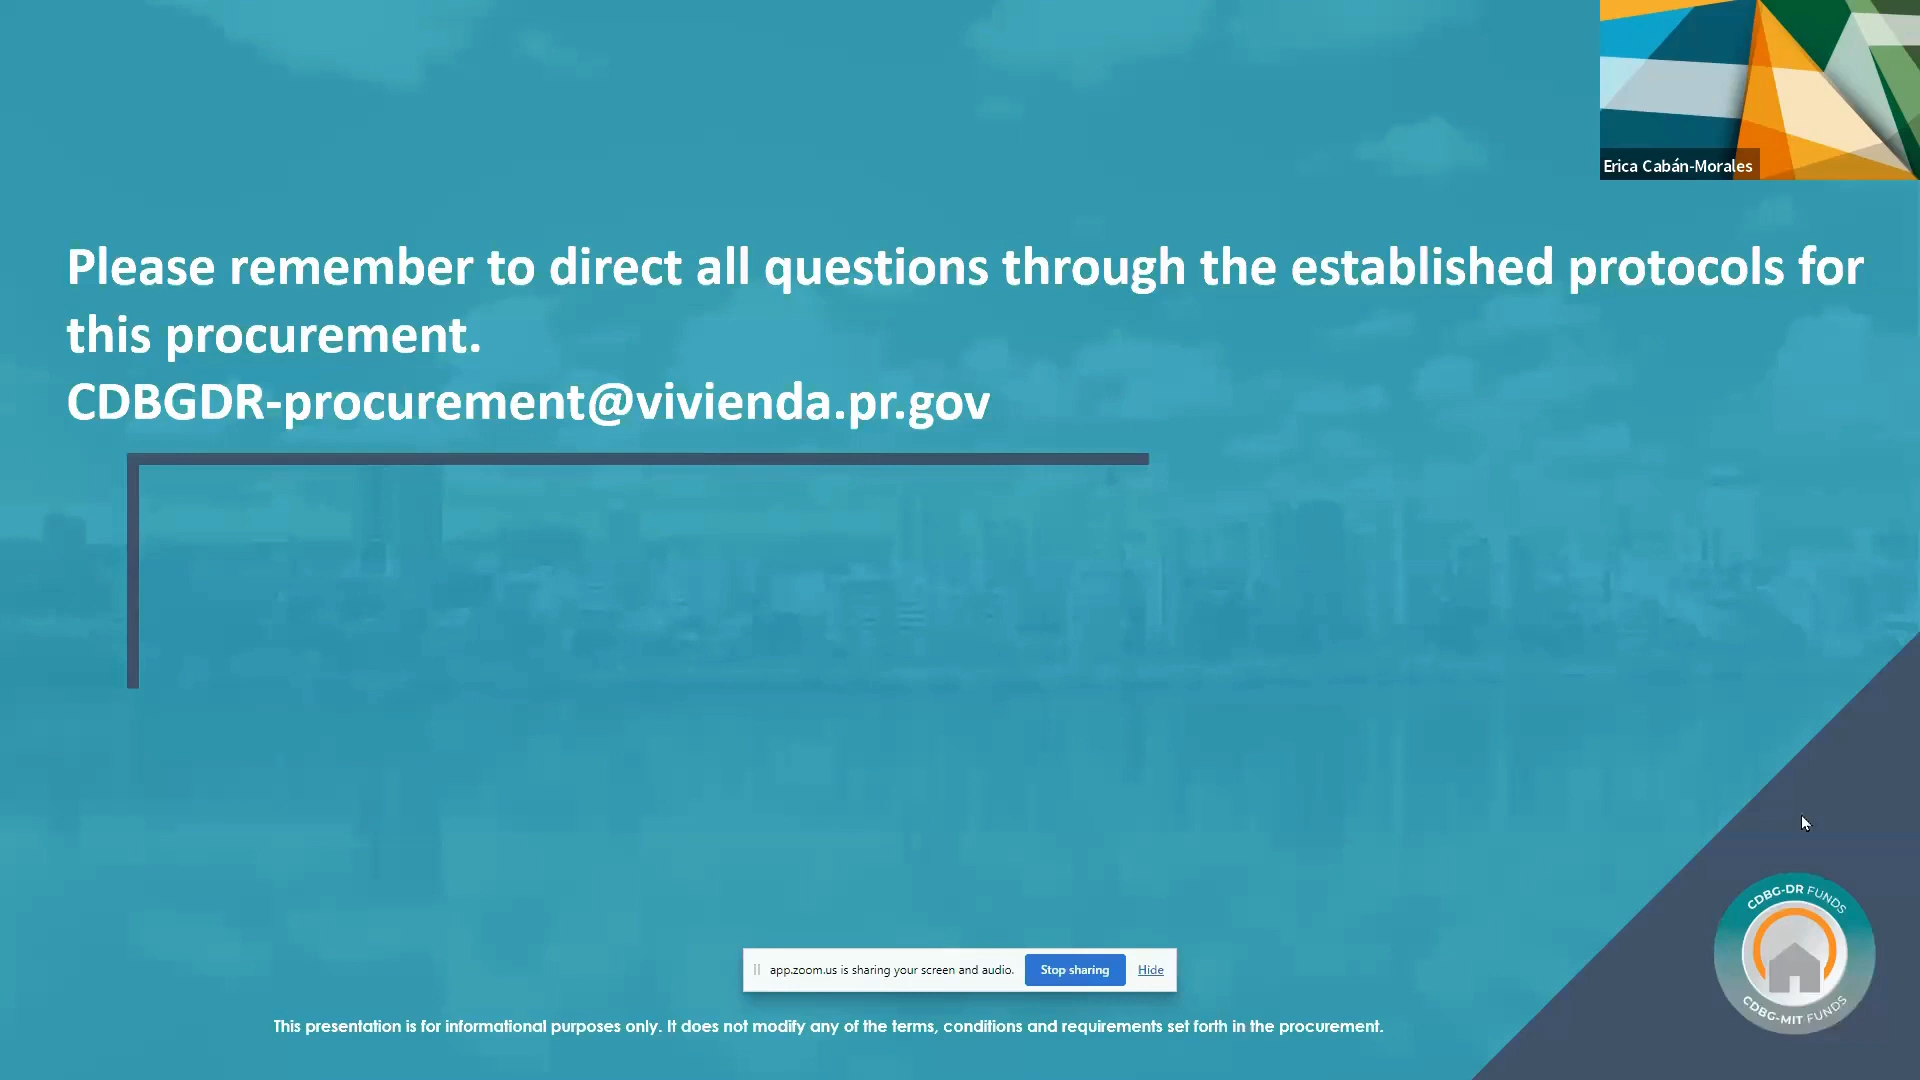 Erica Cabán-Morales
Please remember to direct all questions through the established protocols for
this procurement.
CDBGDR-procurement@vivienda.pr.gov
CDBG-DR FUNDS
CDBG-MIT FUNDS
app.zoom.us is sharing your screen and audio.
Stop sharing
Hide
This presentation is for informational purposes only. It does not modify any of the terms, conditions and requirements set forth in the procurement.